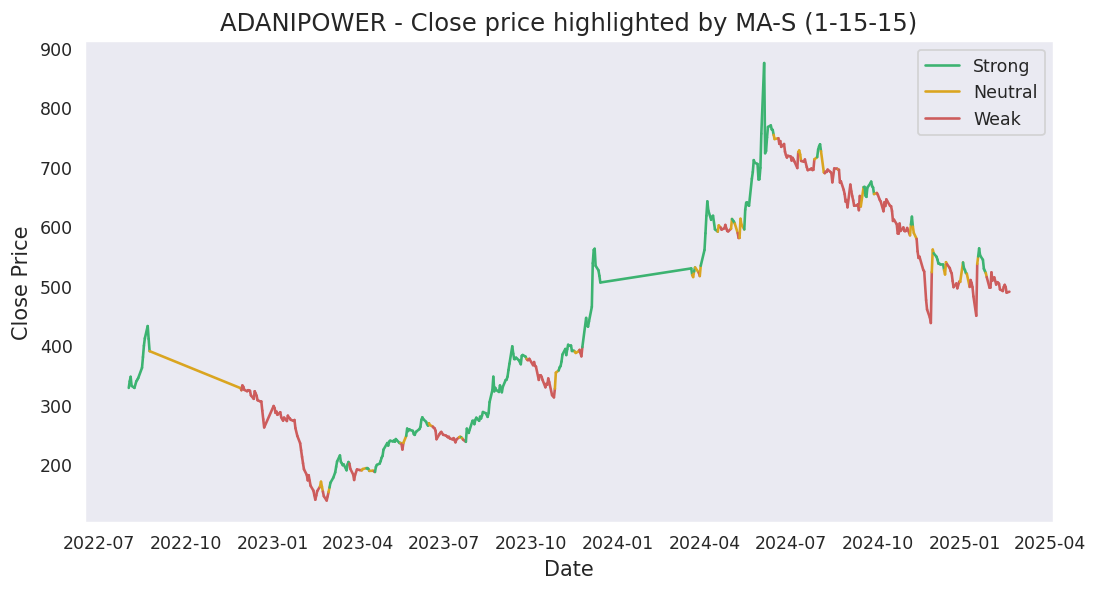 ADANIPOWER - Close price highlighted by MA-S (1-15-15)
Close Price
900
800
700
600
500
400
300
200
Strong
Neutral
Weak
2022-07 2022-10 2023-01 2023-04 2023-07 2023-10 2024-01 2024-04 2024-07 2024-10 2025-01 2025-04
Date